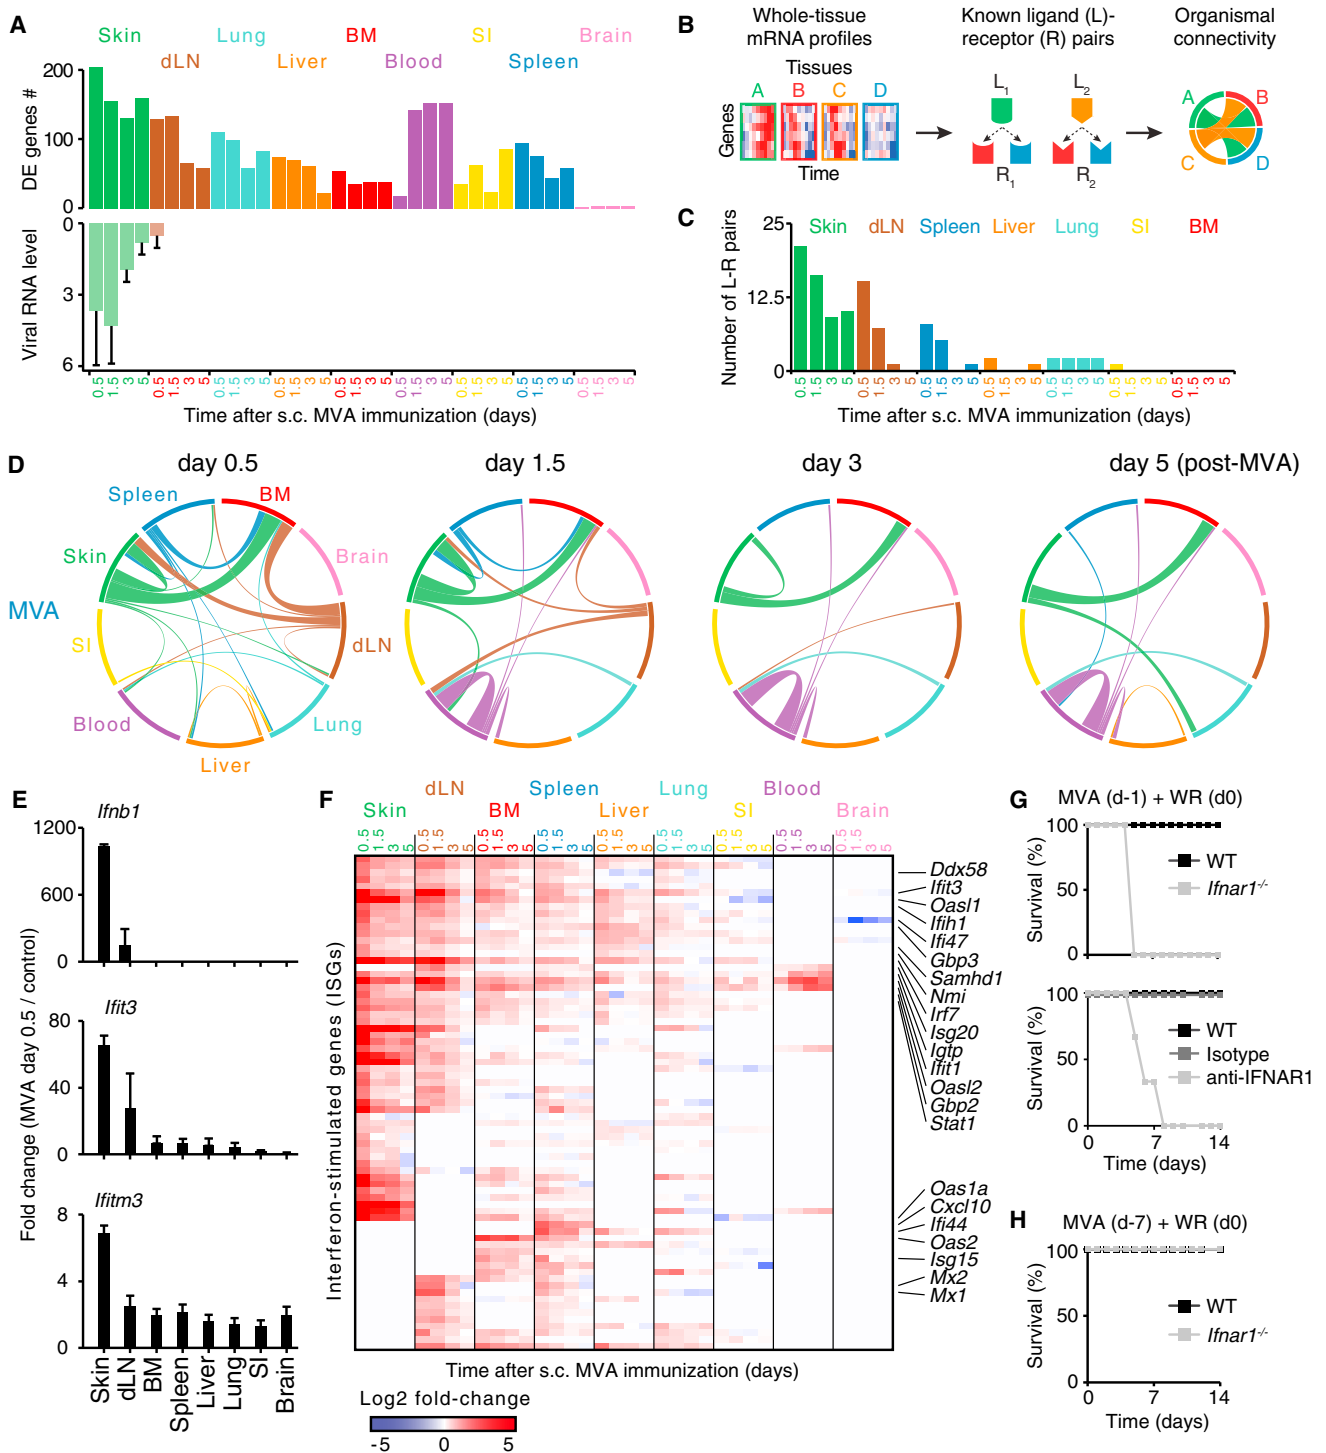 A
Skin
Lung
BM
SI
Brain
dLN
Liver
Blood
Spleen
200
100
0
DE genes #
0
3
6
Viral RNA level
0.5 1.5 3 5 0.5 1.5 3 5 0.5 1.5 3 5 0.5 1.5 3 5 0.5 1.5 3 5 0.5 1.5 3 5 0.5 1.5 3 5 0.5 1.5 3 5 0.5 1.5 3 5
Time after s.c. MVA immunization (days)
B
Whole-tissue
mRNA profiles
Known ligand (L)-
receptor (R) pairs
Organismal
connectivity
Tissues
A B C D
Genes
Time
L1 L2
R1 R2
A B
C D
C
25
12.5
0
Number of L-R pairs
Skin dLN Spleen Liver Lung SI BM
0.5 1.5 3 5 0.5 1.5 3 5 0.5 1.5 3 5 0.5 1.5 3 5 0.5 1.5 3 5 0.5 1.5 3 5 0.5 1.5 3 5
Time after s.c. MVA immunization (days)
D
day 0.5
day 1.5
day 3
day 5 (post-MVA)
MVA
Spleen
BM
Skin
Brain
SI
dLN
Blood
Lung
Liver
E
Fold change (MVA day 0.5 / control)
Ifnb1
1200
600
0
Ifit3
80
40
0
Ifitm3
8
4
0
Skin dLN BM Spleen Liver Lung SI Brain
F
dLN Spleen Lung Blood
Skin BM Liver SI Brain
0.5 1.5 3 5 0.5 1.5 3 5 0.5 1.5 3 5 0.5 1.5 3 5 0.5 1.5 3 5 0.5 1.5 3 5 0.5 1.5 3 5 0.5 1.5 3 5 0.5 1.5 3 5
Interferon-stimulated genes (ISGs)
Ddx58
Ifit3
Oasl1
Ifih1
Ifi47
Gbp3
Samhd1
Nmi
Irf7
Isg20
Igtp
Ifit1
Oasl2
Gbp2
Stat1
Oas1a
Cxcl10
Ifi44
Oas2
Isg15
Mx2
Mx1
Time after s.c. MVA immunization (days)
Log2 fold-change
-5 0 5
G
MVA (d-1) + WR (d0)
100
50
0
Survival (%)
WT
Ifnar1-/-
100
50
0
Survival (%)
WT
Isotype
anti-IFNAR1
0 7 14
Time (days)
H
MVA (d-7) + WR (d0)
100
50
0
Survival (%)
WT
Ifnar1-/-
0 7 14
Time (days)